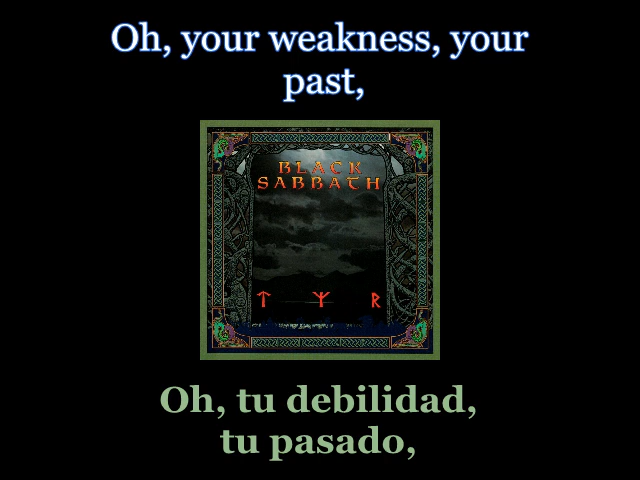 Oh, your weakness, your
past,
BLACK
SABBATH
ᛏ ᛉ ᚱ
Oh, tu debilidad,
tu pasado,